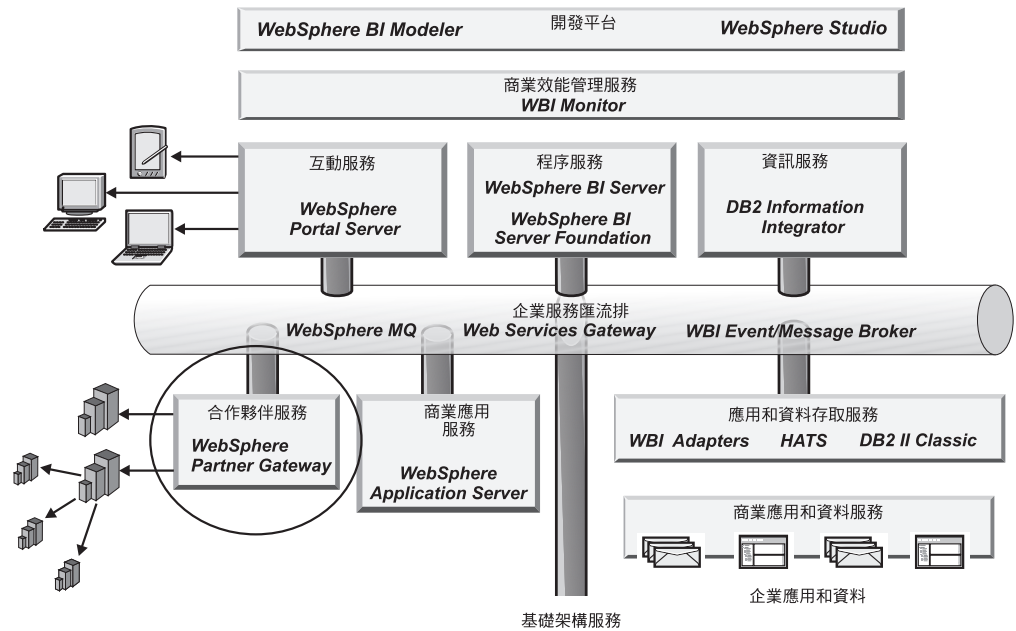 開發平台
WebSphere BI Modeler
WebSphere Studio
商業效能管理服務
WBI Monitor
互動服務
WebSphere
Portal Server
程序服務
WebSphere BI Server
WebSphere BI
Server Foundation
資訊服務
DB2 Information
Integrator
企業服務匯流排
WebSphere MQ
Web Services Gateway
WBI Event/Message Broker
合作夥伴服務
WebSphere
Partner Gateway
商業應用
服務
WebSphere
Application Server
應用和資料存取服務
WBI Adapters
HATS
DB2 II Classic
商業應用和資料服務
企業應用和資料
基礎架構服務